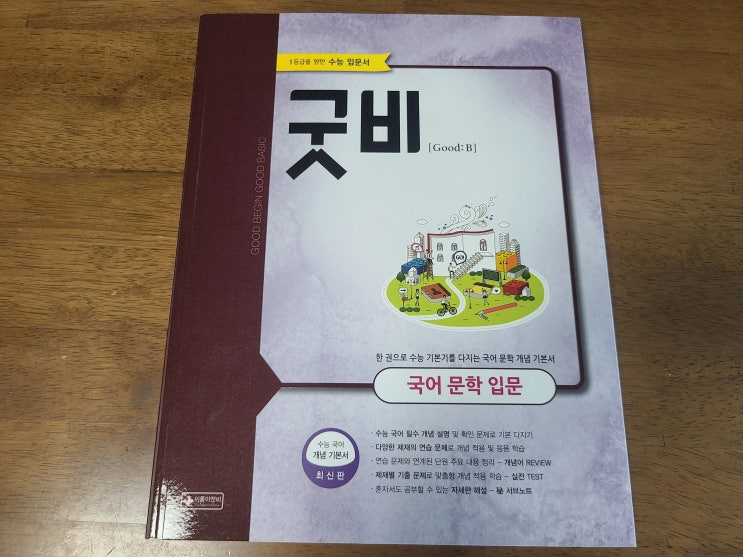 1등급을 향한 수능 입문서
굿비
[Good:B]
GOOD BEGIN GOOD BASIC
GO!
한 권으로 수능 기본기를 다지는 국어 문학 개념 기본서
국어 문학 입문
수능 국어
개념 기본서
최신판
· 수능 국어 필수 개념 설명 및 확인 문제로 기본 다지기
· 다양한 제재의 연습 문제로 개념 적용 및 응용 학습
· 연습 문제와 연계된 단원 주요 내용 정리 – 개념어 REVIEW
· 제재별 기출 문제로 맞춤형 개념 적용 학습 – 실전 TEST
· 혼자서도 공부할 수 있는 자세한 해설 – 秘 서브노트
이룸이앤비